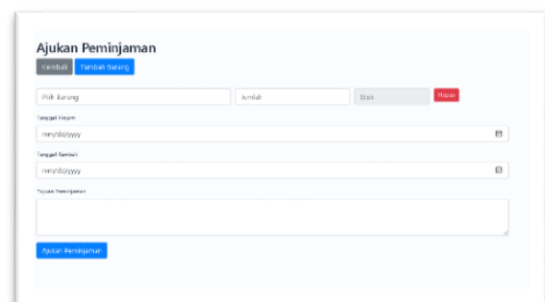 Ajukan Peminjaman
Kembali Tambah Barang
Pilih Barang Jumlah Stok Hapus
Tanggal Pinjam
mm/dd/yyyy
Tanggal Kembali
mm/dd/yyyy
Tujuan Peminjaman
Ajukan Peminjaman